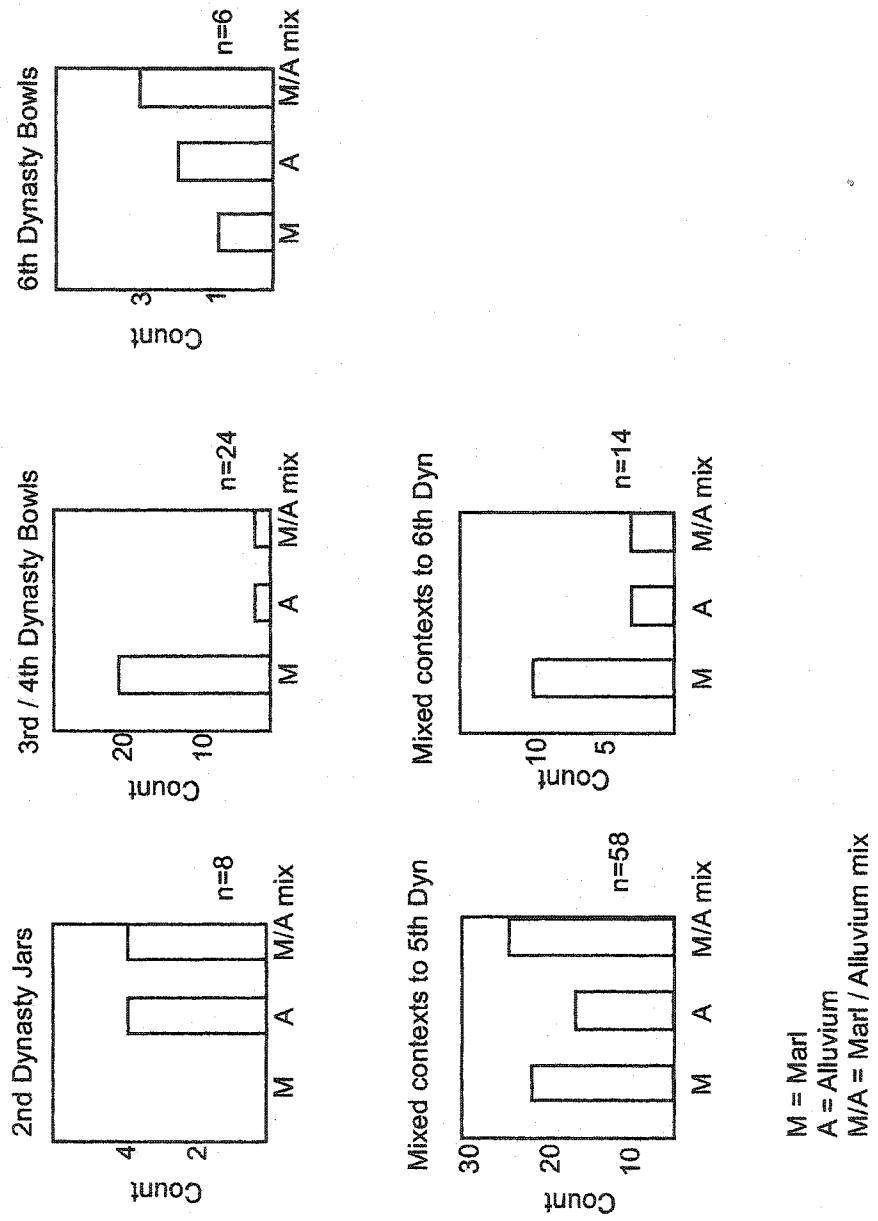 2nd Dynasty Jars
Count
4
2
M
A
M/A mix
n=8
3rd / 4th Dynasty Bowls
Count
20
10
M
A
M/A mix
n=24
6th Dynasty Bowls
Count
3
1
M
A
M/A mix
n=6
Mixed contexts to 5th Dyn
Count
30
20
10
M
A
M/A mix
n=58
Mixed contexts to 6th Dyn
Count
10
5
M
A
M/A mix
n=14
M = Marl
A = Alluvium
M/A = Marl / Alluvium mix